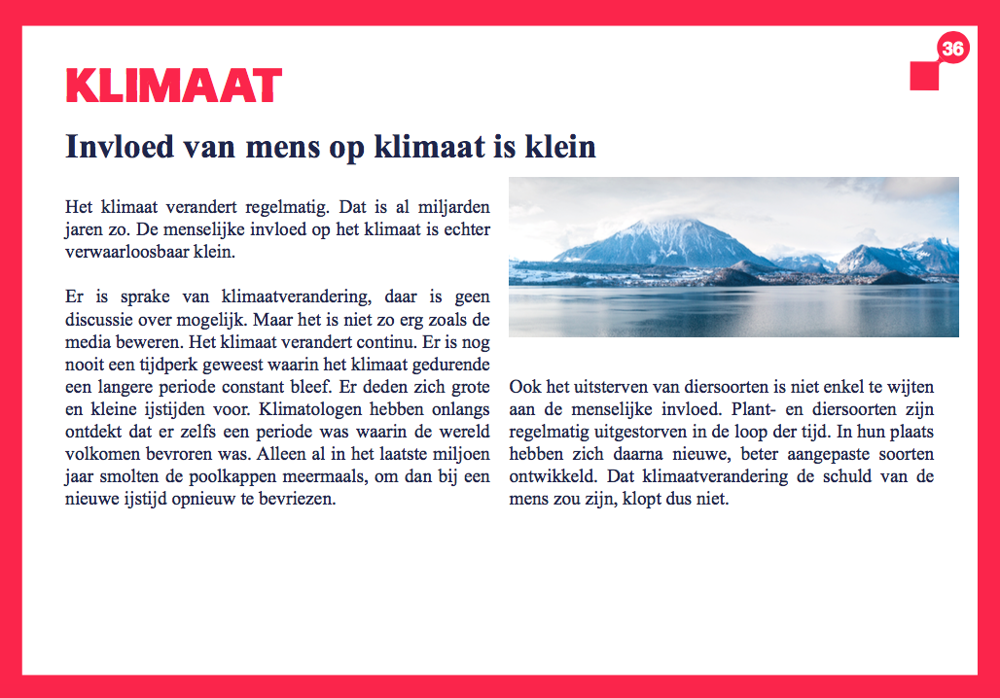 36
KLIMAAT
Invloed van mens op klimaat is klein
Het klimaat verandert regelmatig. Dat is al miljarden
jaren zo. De menselijke invloed op het klimaat is echter
verwaarloosbaar klein.
Er is sprake van klimaatverandering, daar is geen
discussie over mogelijk. Maar het is niet zo erg zoals de
media beweren. Het klimaat verandert continu. Er is nog
nooit een tijdperk geweest waarin het klimaat gedurende
een langere periode constant bleef. Er deden zich grote
en kleine ijstijden voor. Klimatologen hebben onlangs
ontdekt dat er zelfs een periode was waarin de wereld
volkomen bevroren was. Alleen al in het laatste miljoen
jaar smolten de poolkappen meermaals, om dan bij een
nieuwe ijstijd opnieuw te bevriezen.
Ook het uitsterven van diersoorten is niet enkel te wijten
aan de menselijke invloed. Plant- en diersoorten zijn
regelmatig uitgestorven in de loop der tijd. In hun plaats
hebben zich daarna nieuwe, beter aangepaste soorten
ontwikkeld. Dat klimaatverandering de schuld van de
mens zou zijn, klopt dus niet.